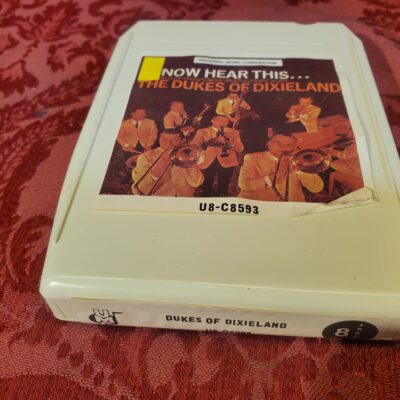 UNIVERSAL MUSIC CORPORATION
NOW HEAR THIS...
THE DUKES OF DIXIELAND
U8-C8593
DUKES OF DIXIELAND
8